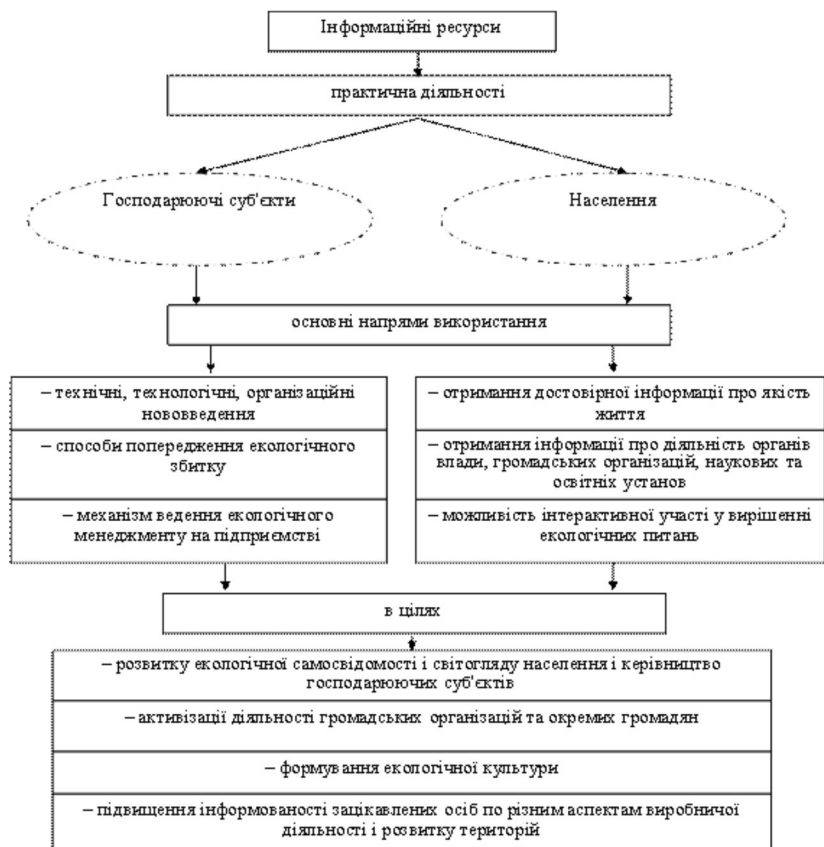 Інформаційні ресурси
практична діяльності
Господарюючі суб'єкти
Населення
основні напрями використання
– технічні, технологічні, організаційні
нововведення
– способи попередження екологічного
збитку
– механізм ведення екологічного
менеджменту на підприємстві
– отримання достовірної інформації про якість
життя
– отримання інформації про діяльність органів
влади, громадських організацій, наукових та
освітніх установ
– можливість інтерактивної участі у вирішенні
екологічних питань
в цілях
– розвитку екологічної самосвідомості і світогляду населення і керівництво
господарюючих суб'єктів
– активізації діяльності громадських організацій та окремих громадян
– формування екологічної культури
– підвищення інформованості зацікавлених осіб по різним аспектам виробничої
діяльності і розвитку територій